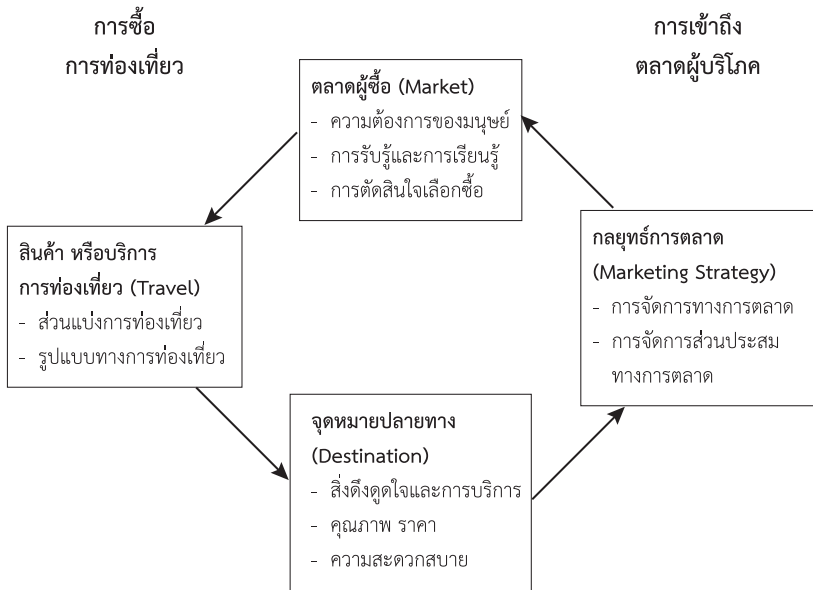 การซื้อ
การท่องเที่ยว
การเข้าถึง
ตลาดผู้บริโภค
ตลาดผู้ซื้อ (Market)
- ความต้องการของมนุษย์
- การรับรู้และการเรียนรู้
- การตัดสินใจเลือกซื้อ
สินค้า หรือบริการ
การท่องเที่ยว (Travel)
- ส่วนแบ่งการท่องเที่ยว
- รูปแบบทางการท่องเที่ยว
กลยุทธ์การตลาด
(Marketing Strategy)
- การจัดการทางการตลาด
- การจัดการส่วนประสม
ทางการตลาด
จุดหมายปลายทาง
(Destination)
- สิ่งดึงดูดใจและการบริการ
- คุณภาพ ราคา
- ความสะดวกสบาย